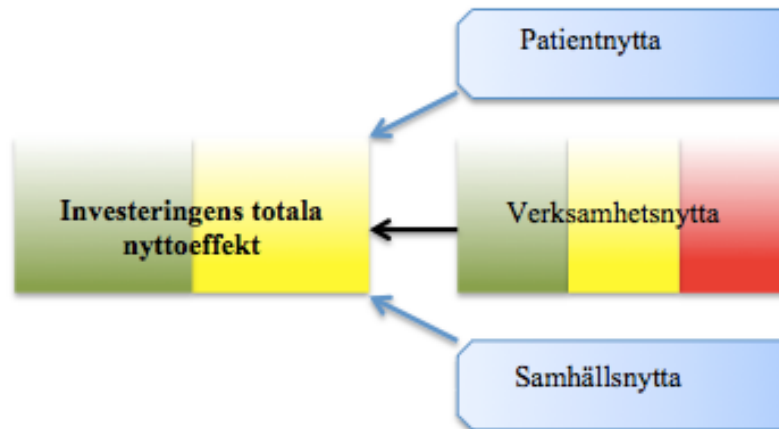 Patientnytta
Investeringens totala
nyttoeffekt
Verksamhetsnytta
Samhällsnytta